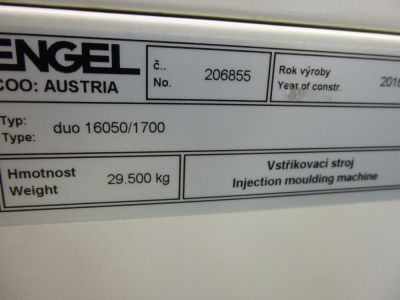 ENGEL
COO: AUSTRIA
č..
No.
206855
Rok výroby
Year of constr.
2016
Typ:
Type:
duo 16050/1700
Hmotnost
Weight
29.500 kg
Vstřikovací stroj
Injection moulding machine